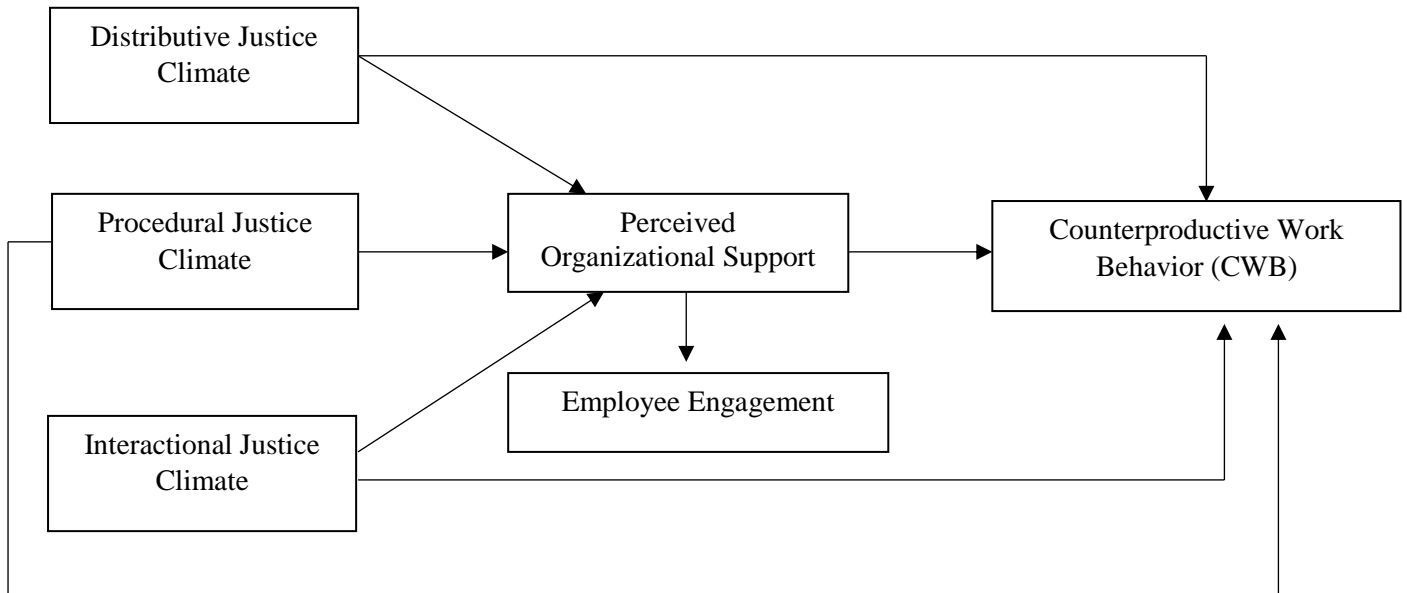 Distributive Justice
Climate
Procedural Justice
Climate
Perceived
Organizational Support
Counterproductive Work
Behavior (CWB)
Employee Engagement
Interactional Justice
Climate